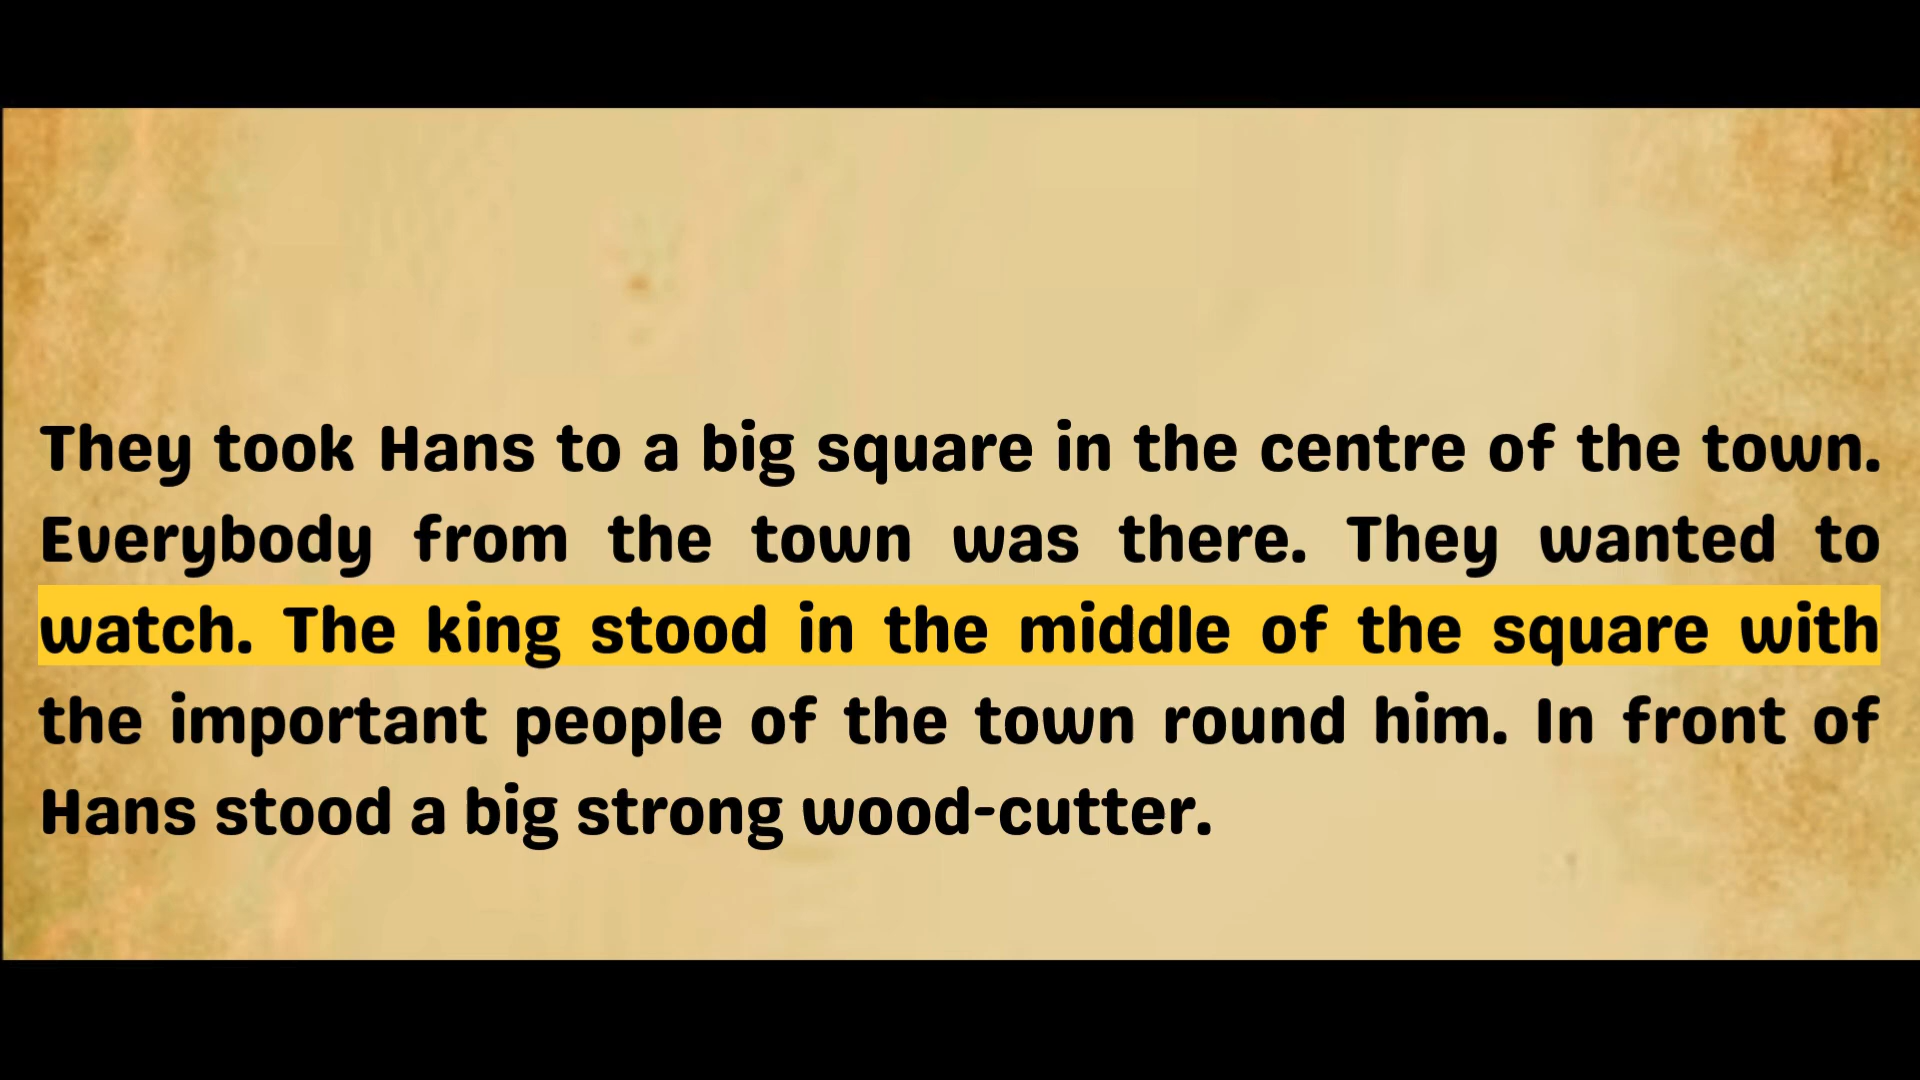 They took Hans to a big square in the centre of the town.
Everybody from the town was there. They wanted to
watch. The king stood in the middle of the square with
the important people of the town round him. In front of
Hans stood a big strong wood-cutter.